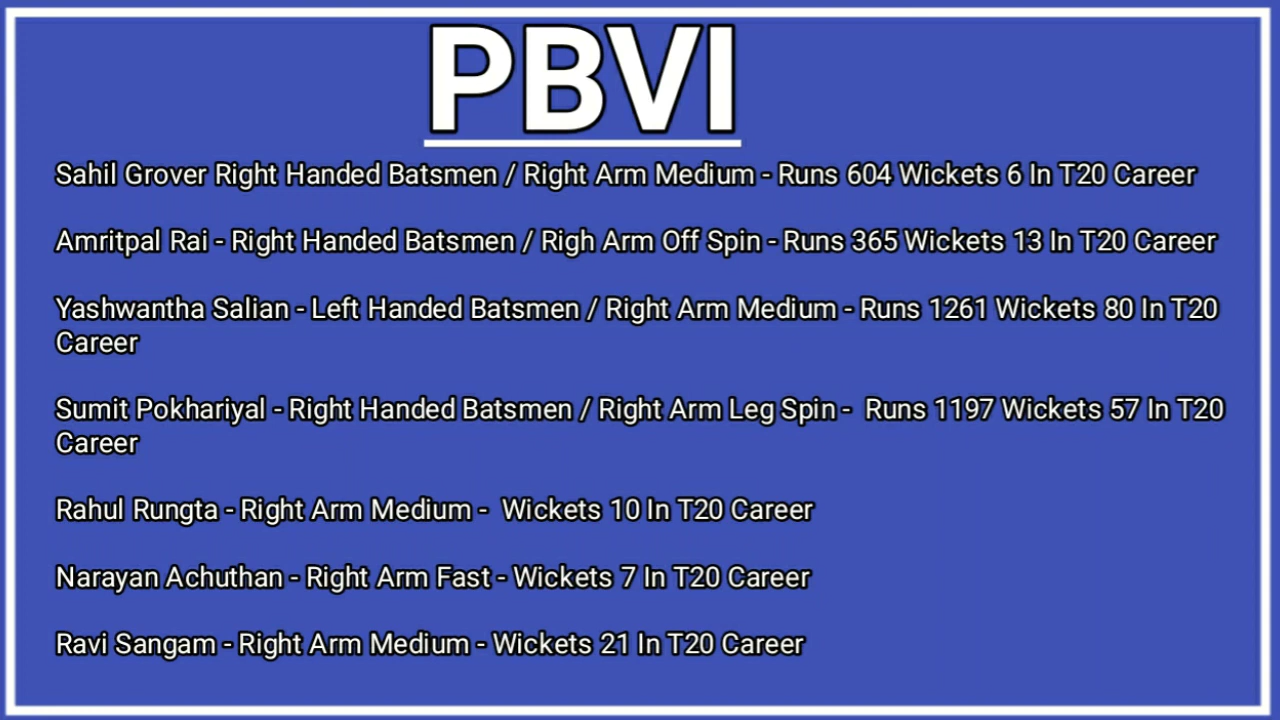 PBVI
Sahil Grover Right Handed Batsmen / Right Arm Medium - Runs 604 Wickets 6 In T20 Career
Amritpal Rai - Right Handed Batsmen / Righ Arm Off Spin - Runs 365 Wickets 13 In T20 Career
Yashwantha Salian - Left Handed Batsmen / Right Arm Medium - Runs 1261 Wickets 80 In T20
Career
Sumit Pokhariyal - Right Handed Batsmen / Right Arm Leg Spin -  Runs 1197 Wickets 57 In T20
Career
Rahul Rungta - Right Arm Medium -  Wickets 10 In T20 Career
Narayan Achuthan - Right Arm Fast - Wickets 7 In T20 Career
Ravi Sangam - Right Arm Medium - Wickets 21 In T20 Career